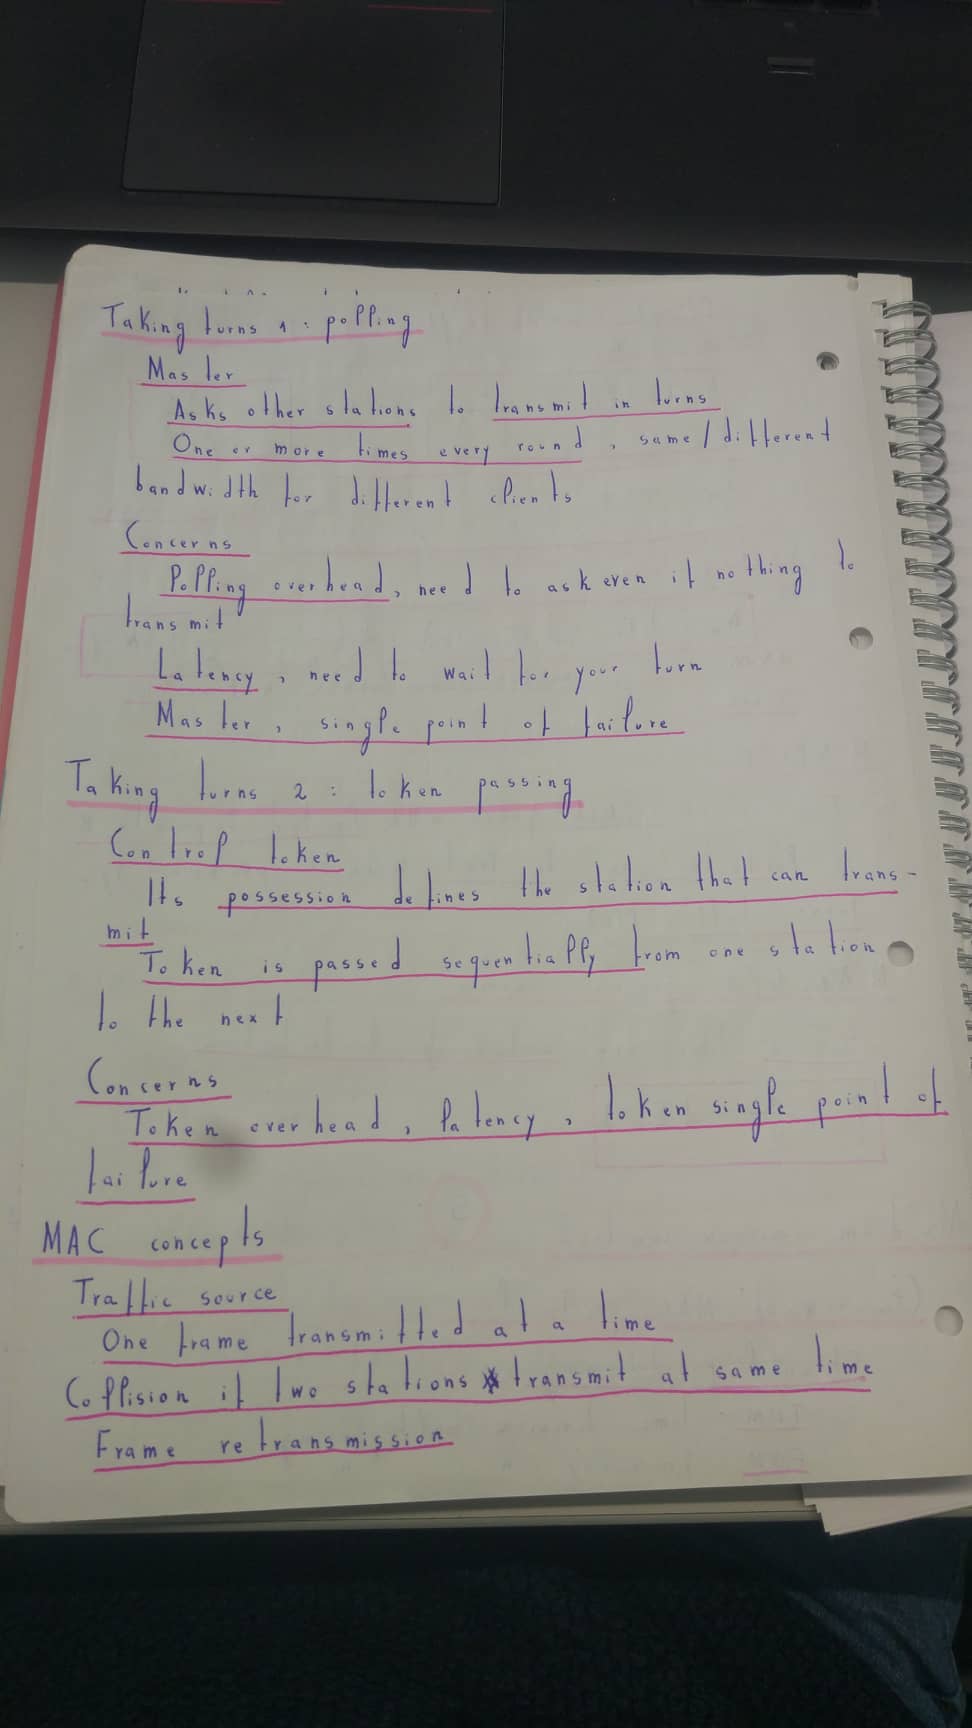 Taking turns 1: polling
Master
Asks other stations to transmit in turns
One or more times every round, same/different
bandwidth for different clients
Concerns
Polling overhead, need to ask even if nothing to
transmit
Latency, need to wait for your turn
Master, single point of failure
Taking turns 2: token passing
Control token
Its possession defines the station that can trans-
mit
Token is passed sequentially from one station
to the next
Concerns
Token overhead, latency, token single point of
failure
MAC concepts
Traffic source
One frame transmitted at a time
Collision if two stations transmit at same time
Frame retransmission